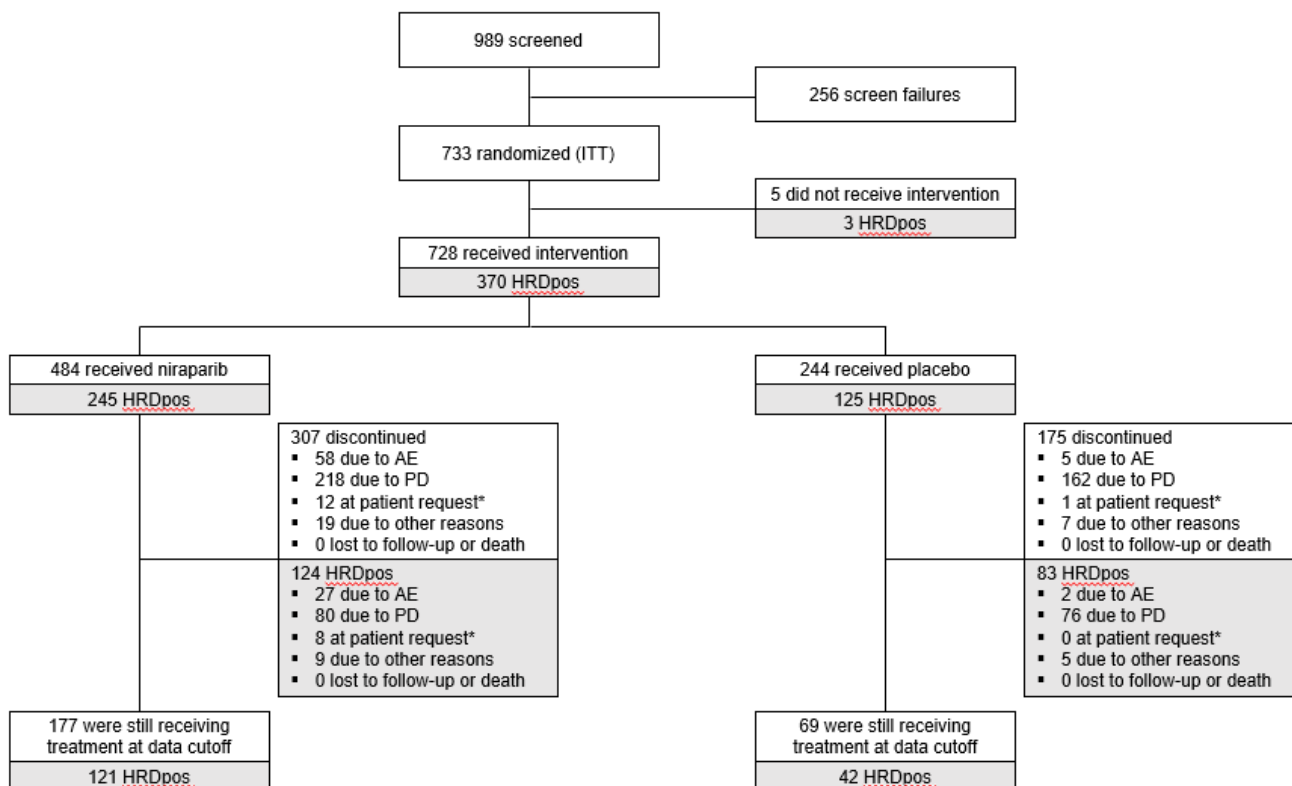 989 screened
256 screen failures
733 randomized (ITT)
5 did not receive intervention
3 HRDpos
728 received intervention
370 HRDpos
484 received niraparib
245 HRDpos
244 received placebo
125 HRDpos
307 discontinued
▪ 58 due to AE
▪ 218 due to PD
▪ 12 at patient request*
▪ 19 due to other reasons
▪ 0 lost to follow-up or death
124 HRDpos
▪ 27 due to AE
▪ 80 due to PD
▪ 8 at patient request*
▪ 9 due to other reasons
▪ 0 lost to follow-up or death
175 discontinued
▪ 5 due to AE
▪ 162 due to PD
▪ 1 at patient request*
▪ 7 due to other reasons
▪ 0 lost to follow-up or death
83 HRDpos
▪ 2 due to AE
▪ 76 due to PD
▪ 0 at patient request*
▪ 5 due to other reasons
▪ 0 lost to follow-up or death
177 were still receiving
treatment at data cutoff
121 HRDpos
69 were still receiving
treatment at data cutoff
42 HRDpos